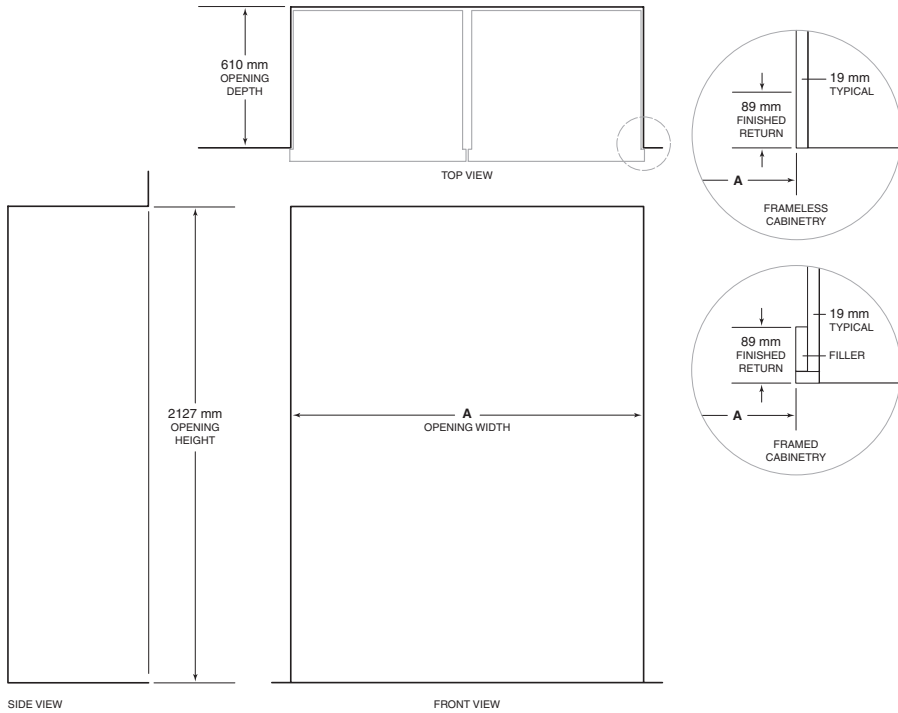 610 mm
OPENING
DEPTH
TOP VIEW
19 mm
TYPICAL
89 mm
FINISHED
RETURN
A
FRAMELESS
CABINETRY
19 mm
TYPICAL
89 mm
FINISHED
RETURN
FILLER
A
FRAMED
CABINETRY
2127 mm
OPENING
HEIGHT
A
OPENING WIDTH
SIDE VIEW
FRONT VIEW